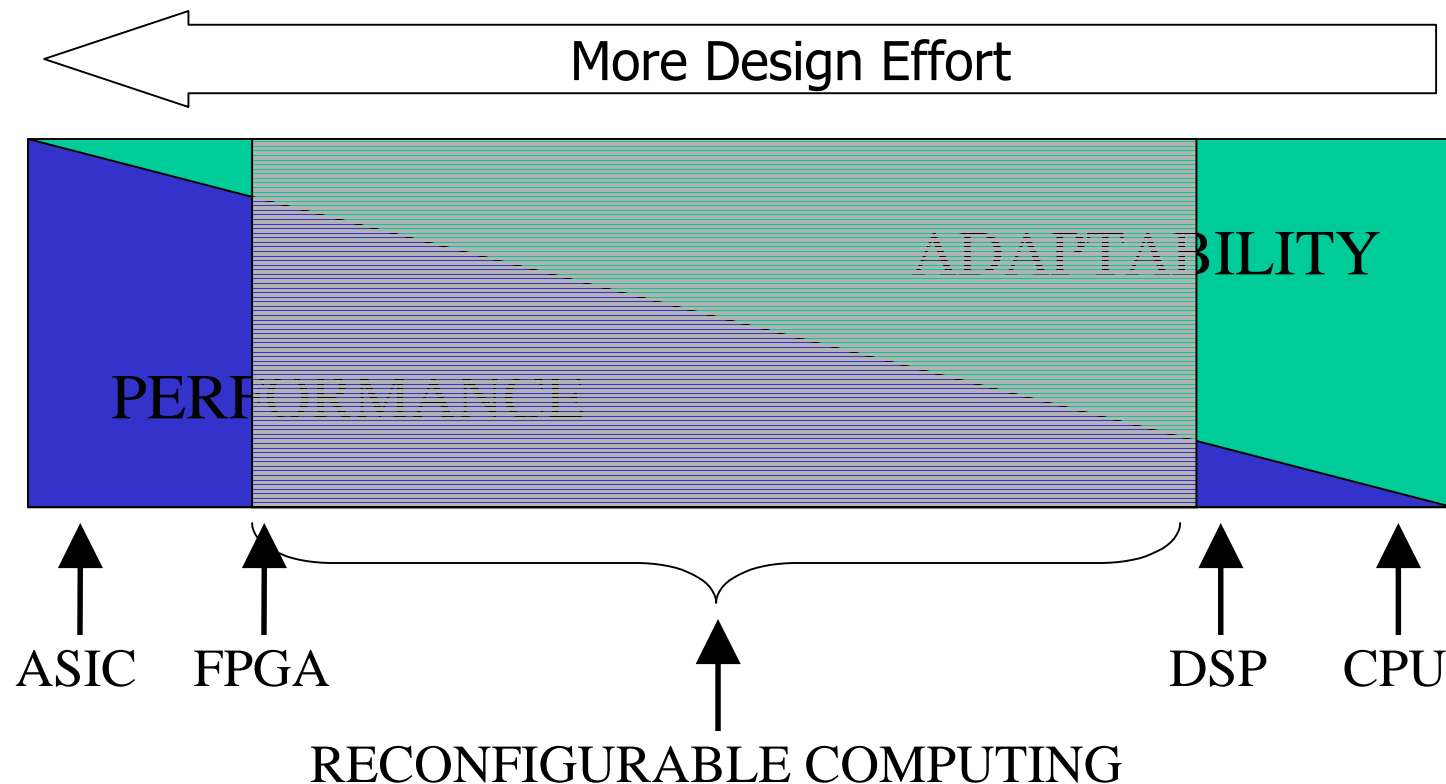 More Design Effort
ADAPTABILITY
PERFORMANCE
ASIC FPGA DSP CPU
RECONFIGURABLE COMPUTING